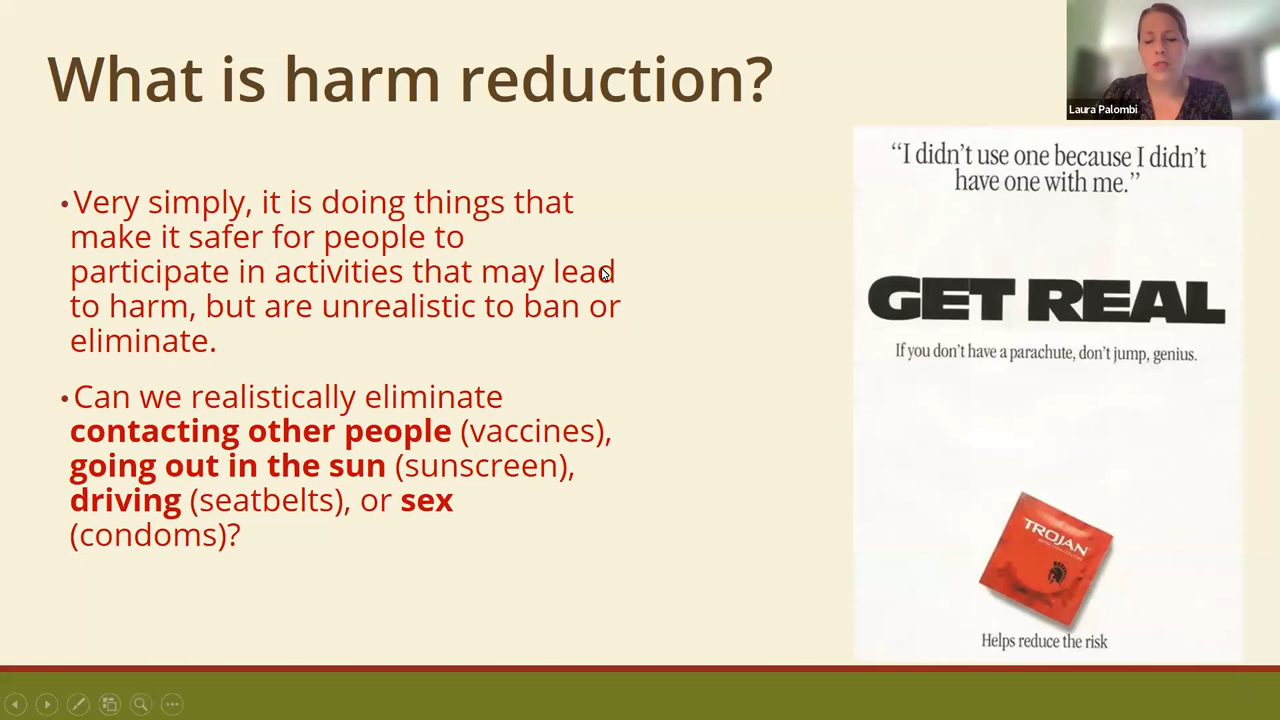 What is harm reduction?
Laura Palombi
•Very simply, it is doing things that
make it safer for people to
participate in activities that may lead
to harm, but are unrealistic to ban or
eliminate.
•Can we realistically eliminate
contacting other people (vaccines),
going out in the sun (sunscreen),
driving (seatbelts), or sex
(condoms)?
“I didn’t use one because I didn’t
have one with me.”
GET REAL
If you don’t have a parachute, don’t jump, genius.
TROJAN
Helps reduce the risk